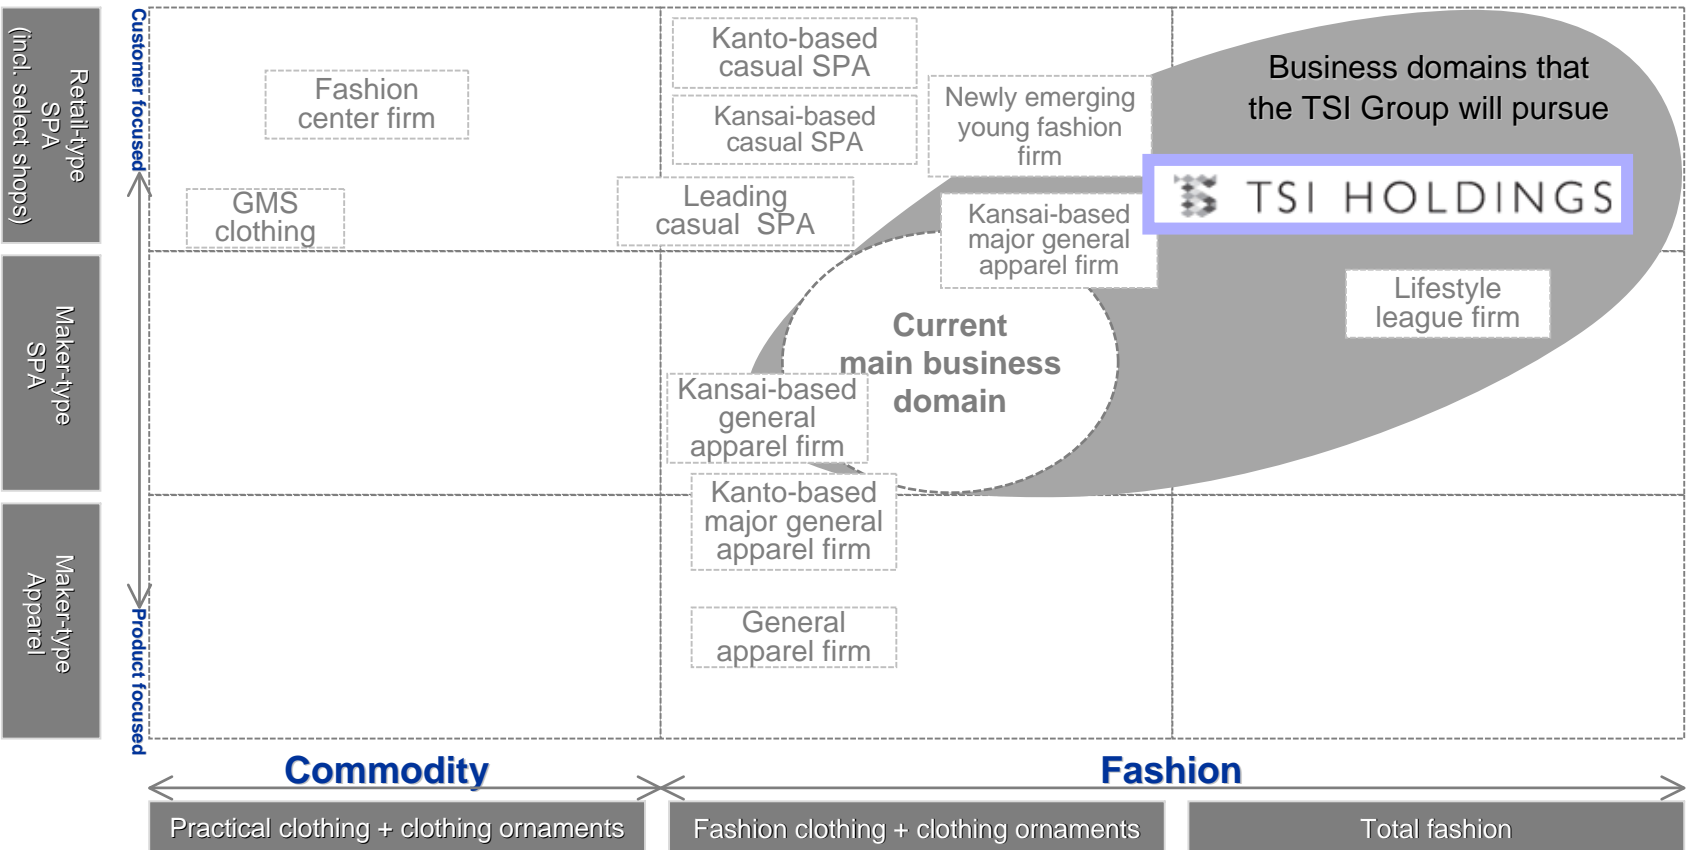 Retail-type
SPA
(incl. select shops)
Maker-type
SPA
Maker-type
Apparel
Customer focused
Product focused
Fashion
center firm
GMS
clothing
Kanto-based
casual SPA
Kansai-based
casual SPA
Leading
casual SPA
Newly emerging
young fashion
firm
Kansai-based
major general
apparel firm
Business domains that
the TSI Group will pursue
TSI HOLDINGS
Lifestyle
league firm
Current
main business
domain
Kansai-based
general
apparel firm
Kanto-based
major general
apparel firm
General
apparel firm
Commodity
Fashion
Practical clothing + clothing ornaments
Fashion clothing + clothing ornaments
Total fashion